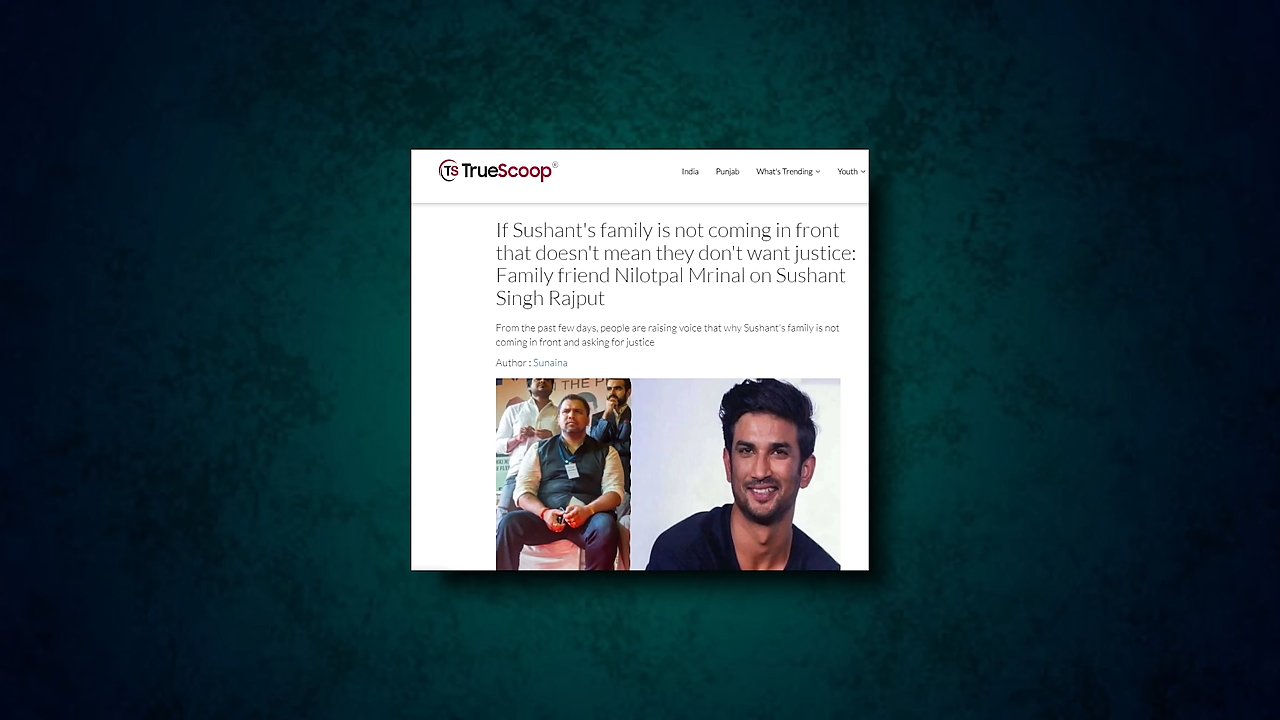 TS TrueScoop®
India Punjab What's Trending Youth
If Sushant's family is not coming in front
that doesn't mean they don't want justice:
Family friend Nilotpal Mrinal on Sushant
Singh Rajput
From the past few days, people are raising voice that why Sushant's family is not
coming in front and asking for justice
Author : Sunaina
IN THE P